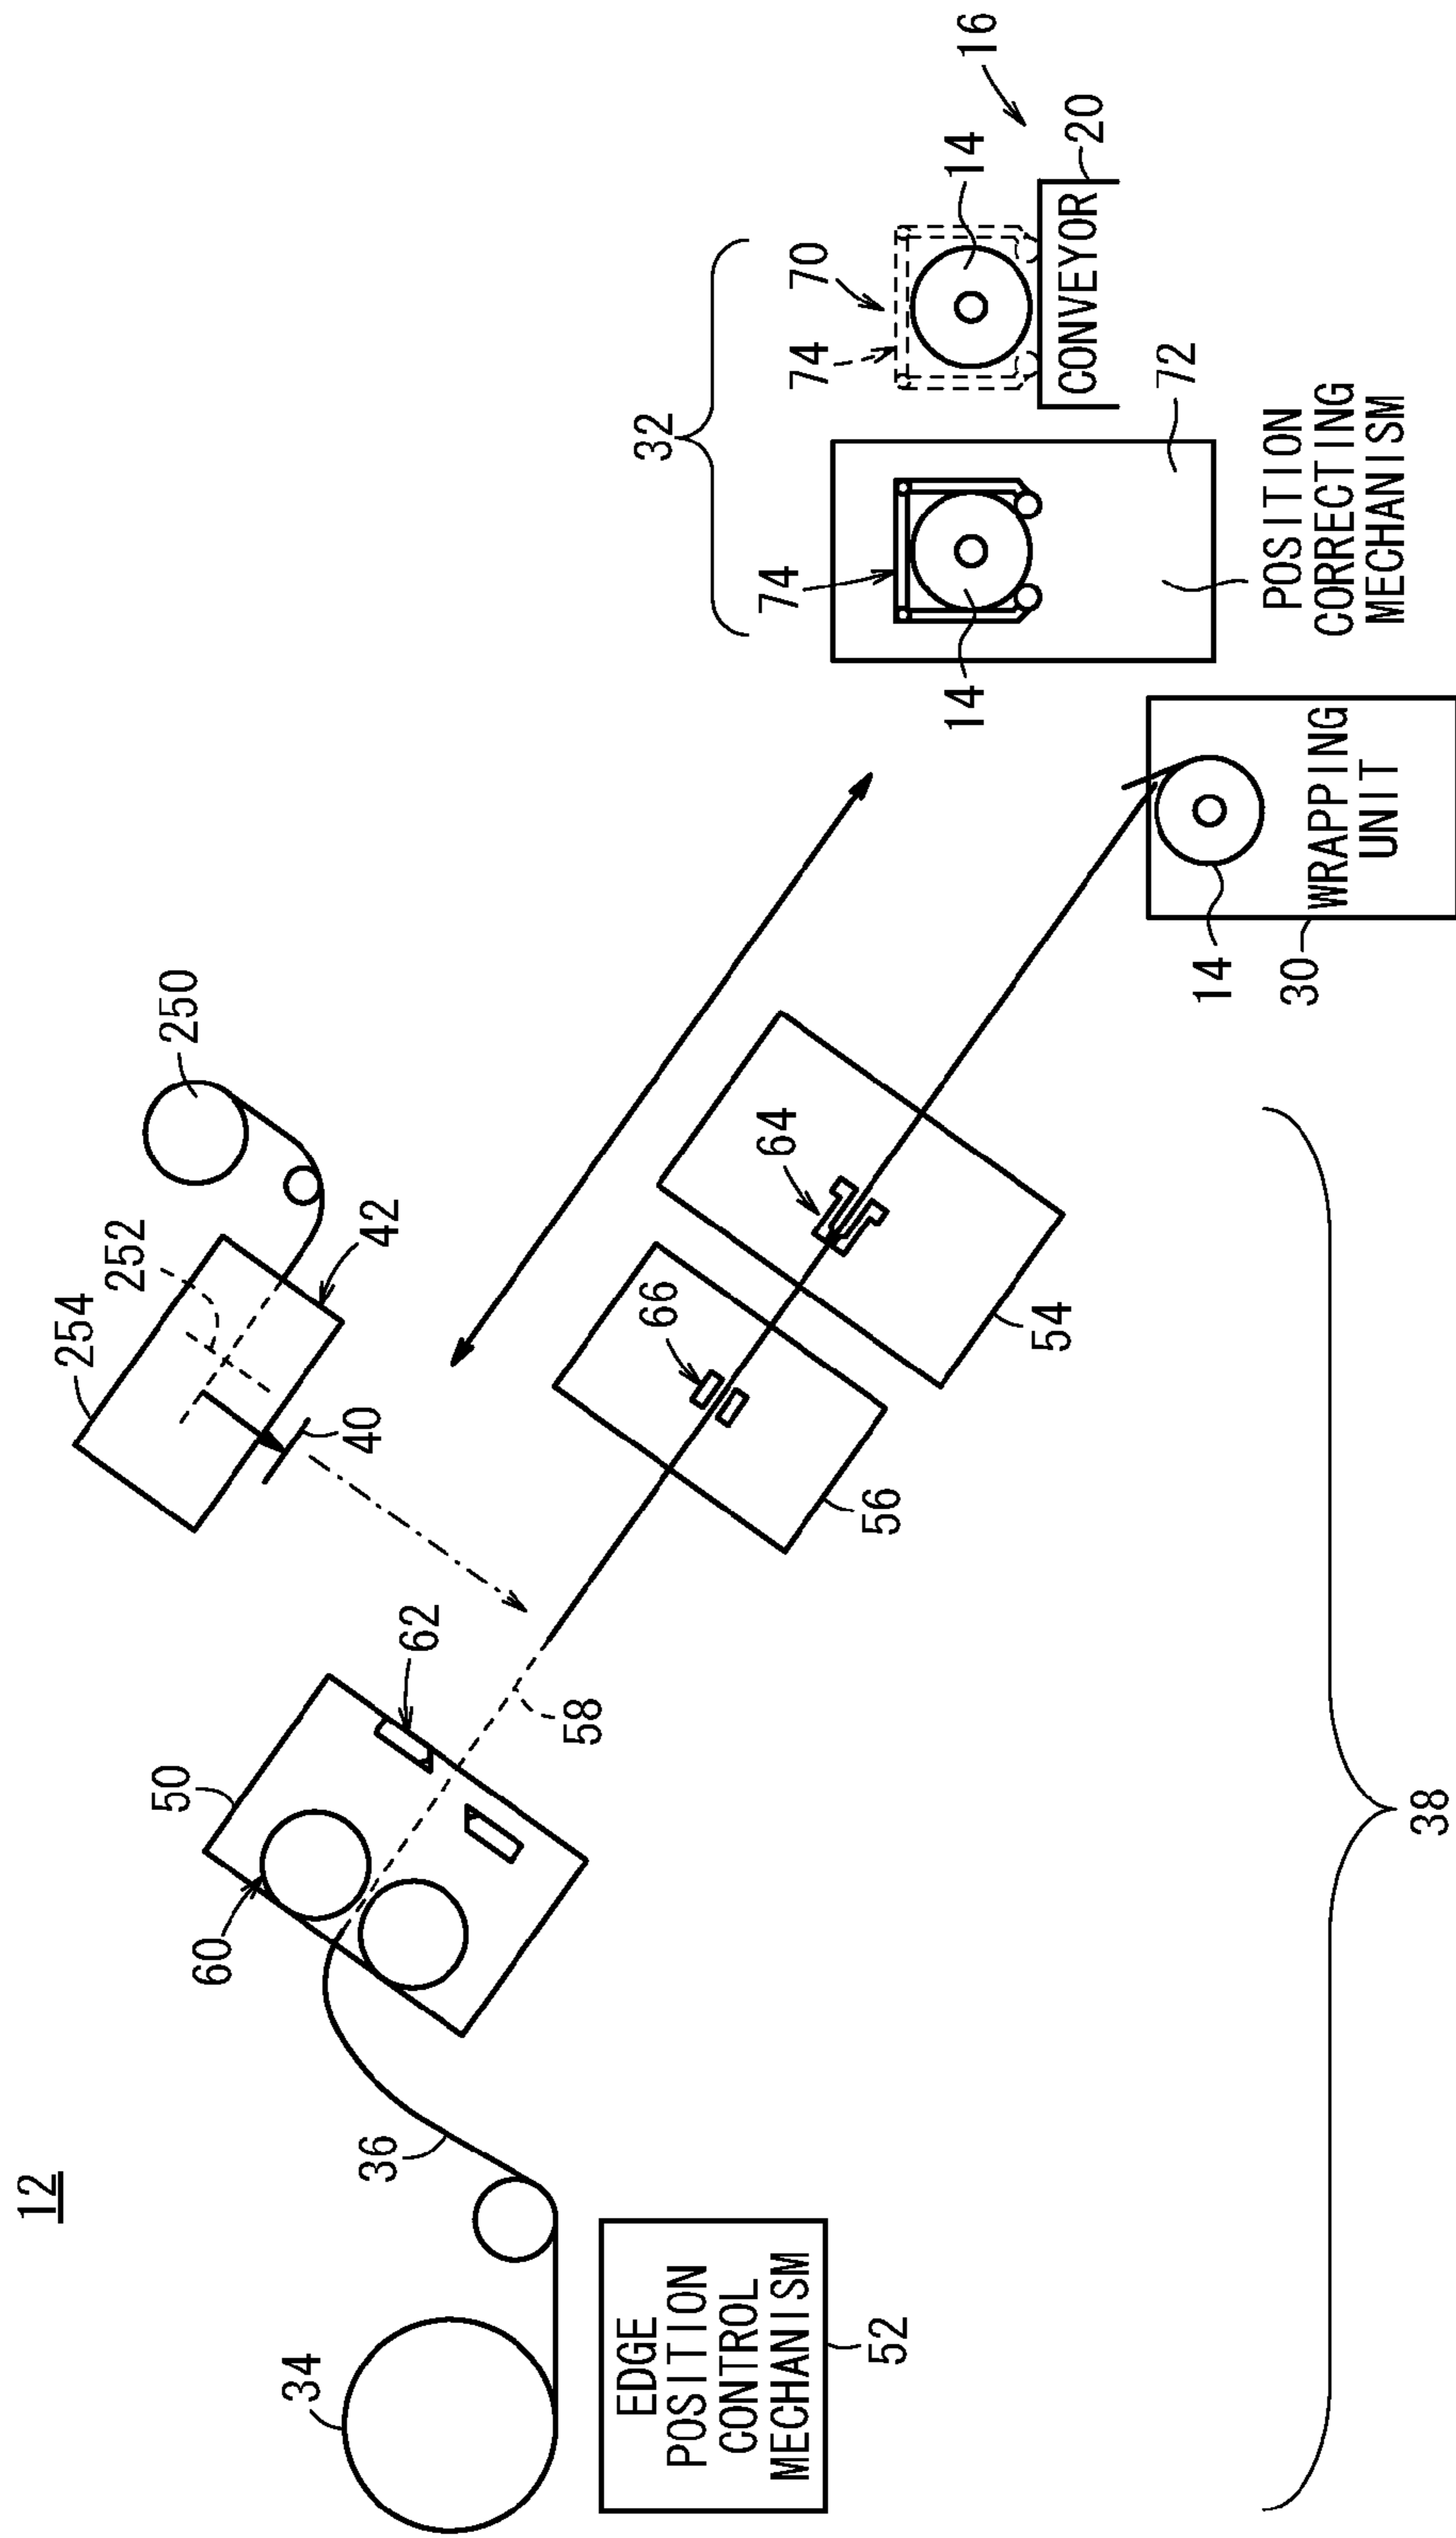 12
34
36
EDGE
POSITION
CONTROL
MECHANISM
52
60
50
62
58
254
252
250
42
40
66
64
56
54
38
32
74
70
14
16
74
14
CONVEYOR
20
72
POSITION
CORRECTING
MECHANISM
14
30
WRAPPING
UNIT